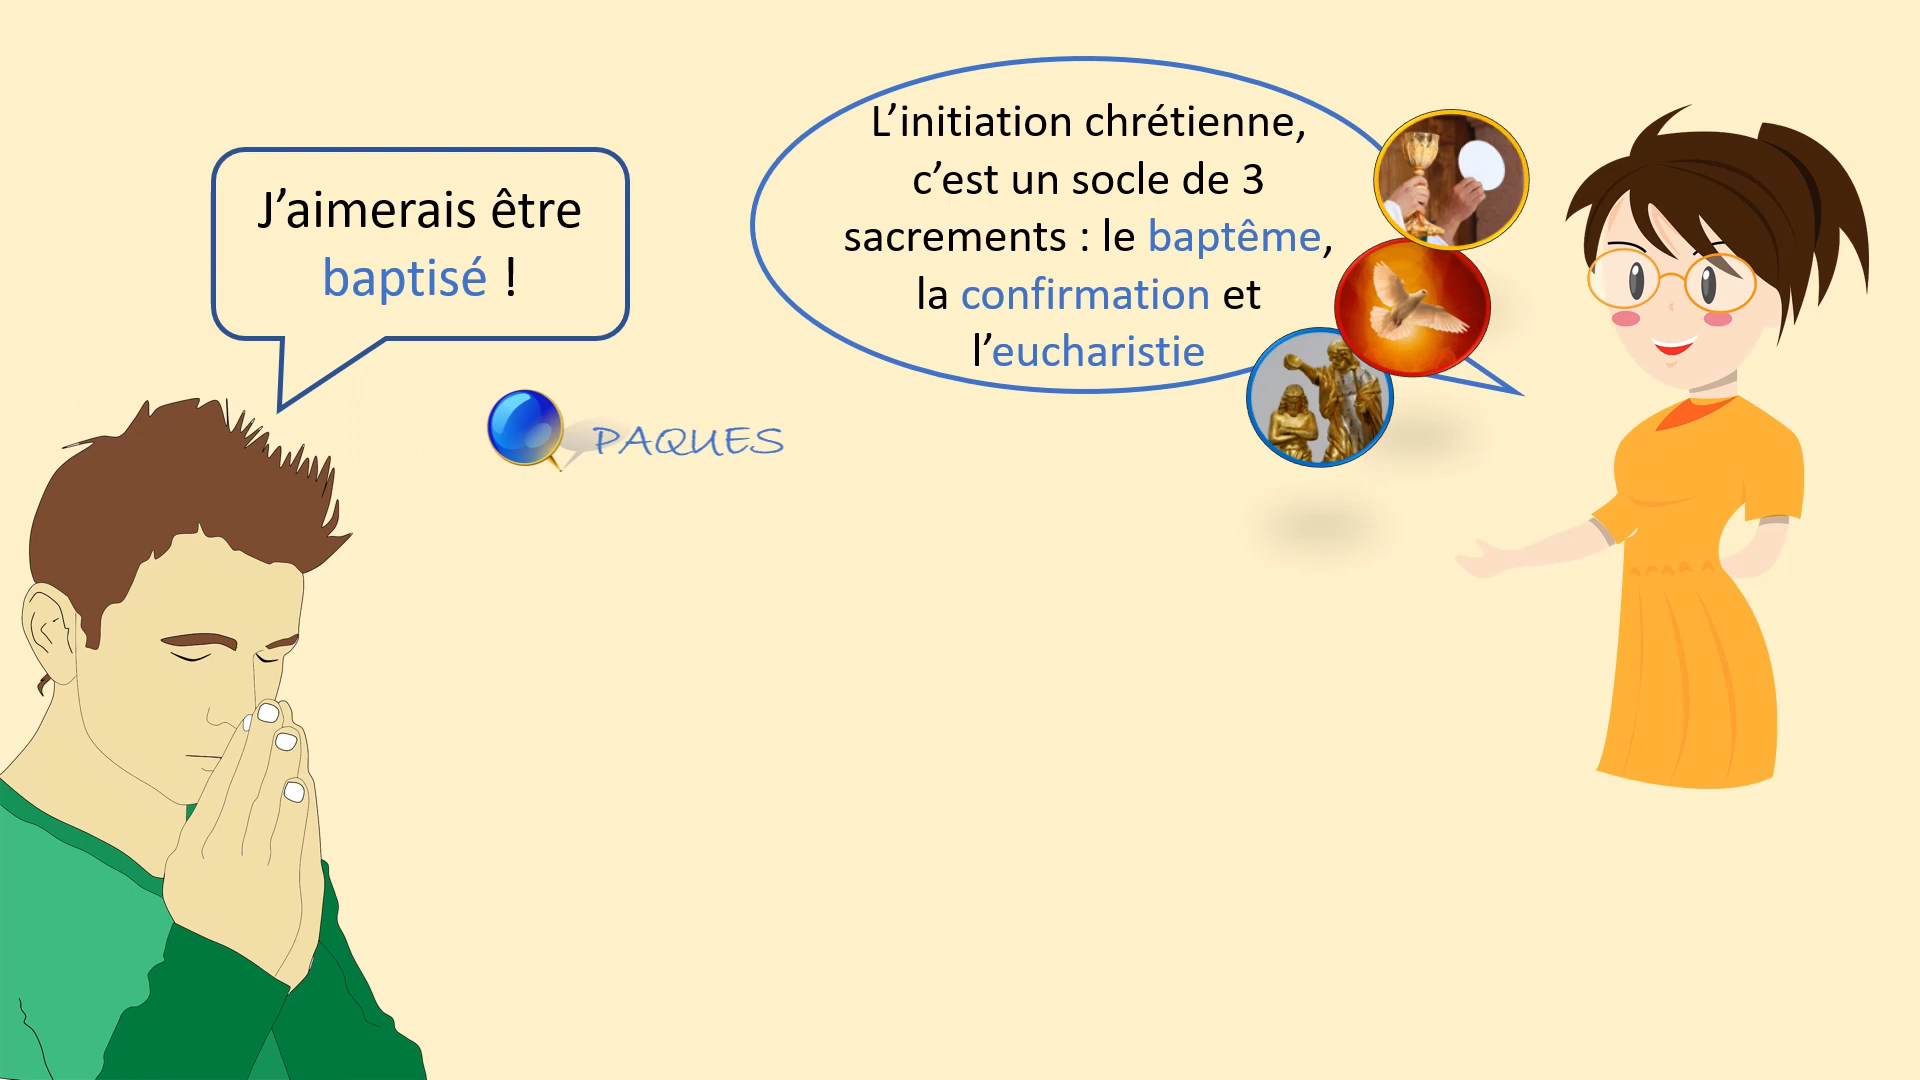 J’aimerais être
baptisé !
L’initiation chrétienne,
c’est un socle de 3
sacrements : le baptême,
la confirmation et
l’eucharistie
PAQUES